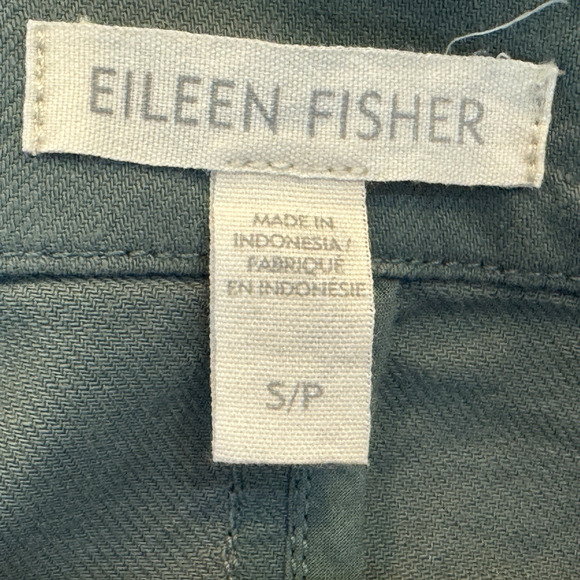 EILEEN FISHER
MADE IN
INDONESIA/
FABRIQUÉ
EN INDONÉSIE
S/P